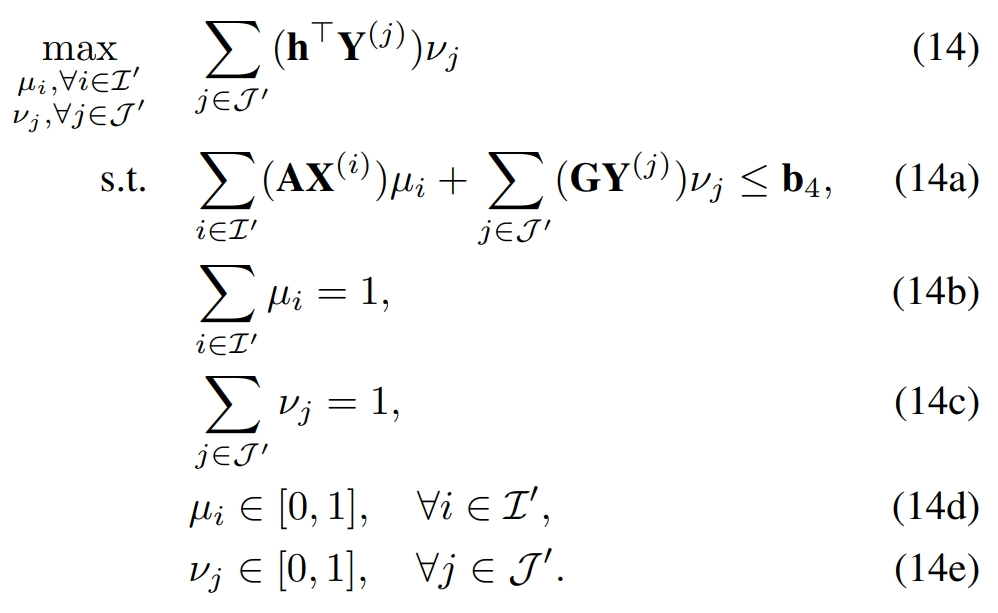 max μ_i,∀i∈𝓘′ ν_j,∀j∈𝓙′ ∑_{j∈𝓙′} (𝐡^⊤𝐘^{(j)})ν_j (14)
s.t. ∑_{i∈𝓘′} (𝐀𝐗^{(i)})μ_i + ∑_{j∈𝓙′} (𝐆𝐘^{(j)})ν_j ≤ 𝐛_4, (14a)
∑_{i∈𝓘′} μ_i = 1, (14b)
∑_{j∈𝓙′} ν_j = 1, (14c)
μ_i ∈ [0, 1], ∀i ∈ 𝓘′, (14d)
ν_j ∈ [0, 1], ∀j ∈ 𝓙′. (14e)